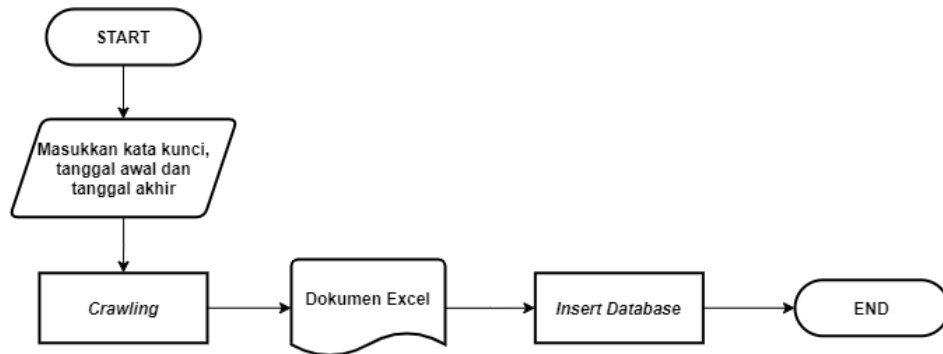 START
Masukkan kata kunci,
tanggal awal dan
tanggal akhir
Crawling
Dokumen Excel
Insert Database
END